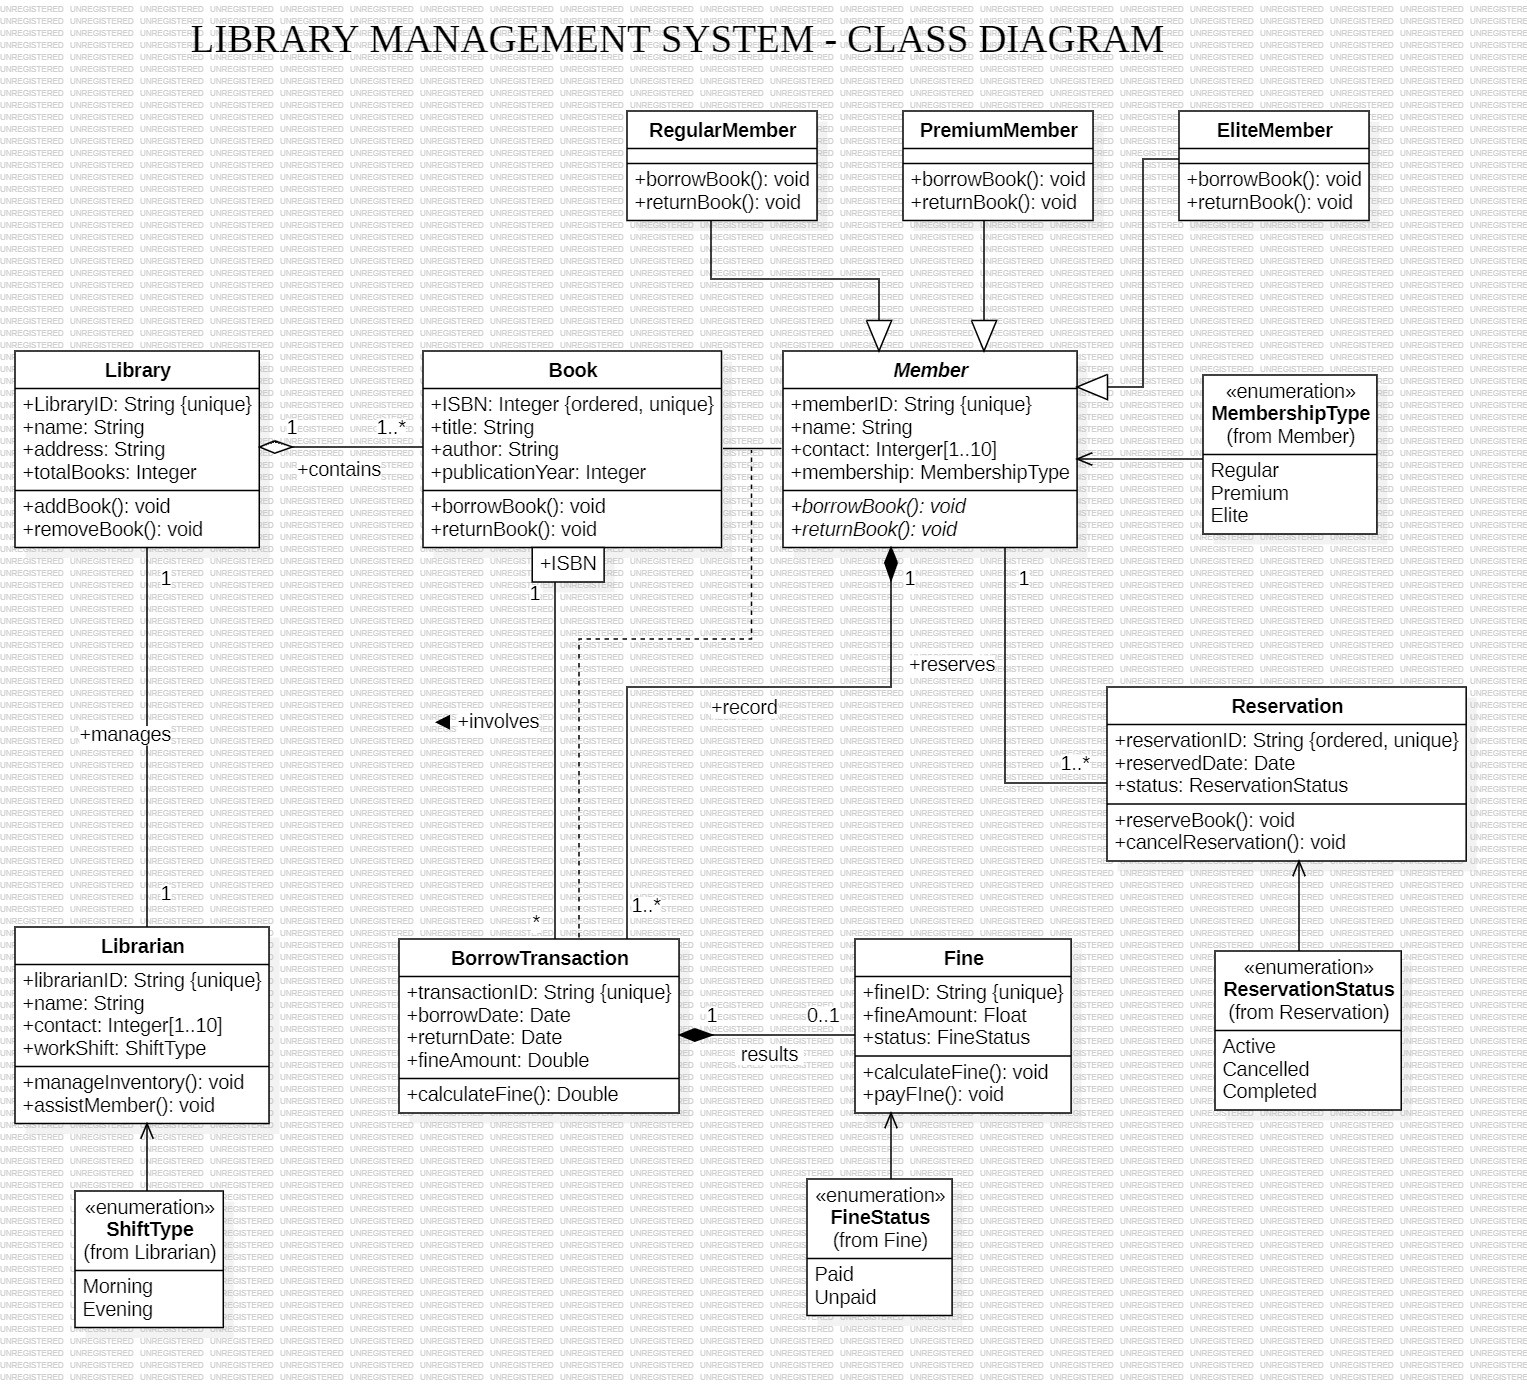 LIBRARY MANAGEMENT SYSTEM - CLASS DIAGRAM
RegularMember
+borrowBook(): void
+returnBook(): void
PremiumMember
+borrowBook(): void
+returnBook(): void
EliteMember
+borrowBook(): void
+returnBook(): void
Library
+LibraryID: String {unique}
+name: String
+address: String
+totalBooks: Integer
+addBook(): void
+removeBook(): void
1
1..*
+contains
Book
+ISBN: Integer {ordered, unique}
+title: String
+author: String
+publicationYear: Integer
+borrowBook(): void
+returnBook(): void
+ISBN
Member
+memberID: String {unique}
+name: String
+contact: Interger[1..10]
+membership: MembershipType
+borrowBook(): void
+returnBook(): void
«enumeration»
MembershipType
(from Member)
Regular
Premium
Elite
1
1
1
1
+reserves
+record
+involves
+manages
1..*
1
*
1..*
Reservation
+reservationID: String {ordered, unique}
+reservedDate: Date
+status: ReservationStatus
+reserveBook(): void
+cancelReservation(): void
Librarian
+librarianID: String {unique}
+name: String
+contact: Integer[1..10]
+workShift: ShiftType
+manageInventory(): void
+assistMember(): void
BorrowTransaction
+transactionID: String {unique}
+borrowDate: Date
+returnDate: Date
+fineAmount: Double
+calculateFine(): Double
1
0..1
results
Fine
+fineID: String {unique}
+fineAmount: Float
+status: FineStatus
+calculateFine(): void
+payFIne(): void
«enumeration»
ReservationStatus
(from Reservation)
Active
Cancelled
Completed
«enumeration»
ShiftType
(from Librarian)
Morning
Evening
«enumeration»
FineStatus
(from Fine)
Paid
Unpaid
UNREGISTERED